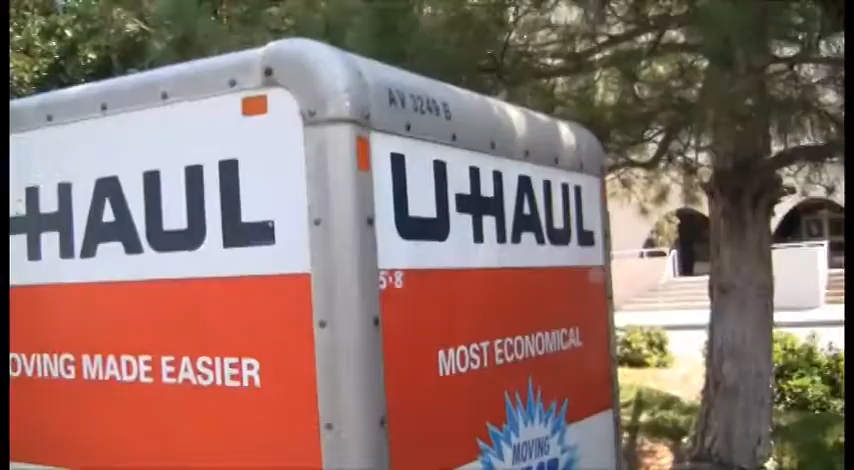 AV 3249 B
-HAUL
U-HAUL
5·8
OVING MADE EASIER
MOST ECONOMICAL
MOVING